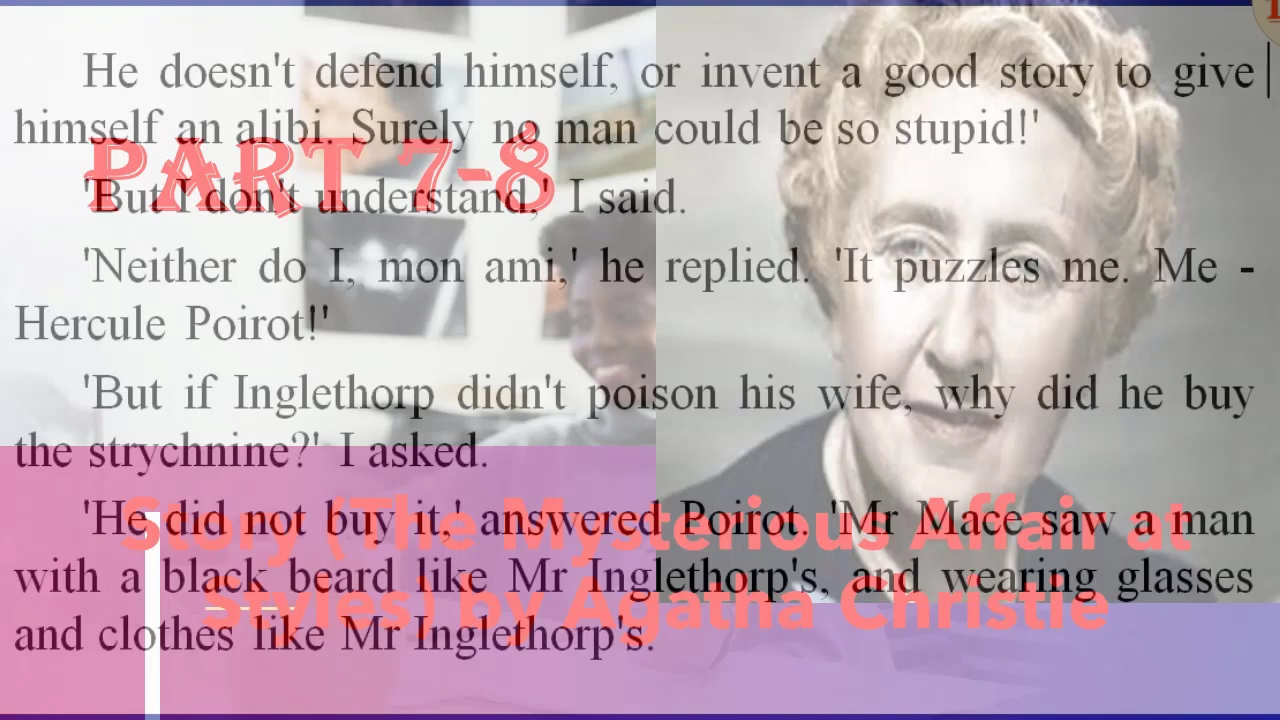 He doesn't defend himself, or invent a good story to give
himself an alibi. Surely no man could be so stupid!'
PART 7-8
'But I don't understand,' I said.
'Neither do I, mon ami,' he replied. 'It puzzles me. Me -
Hercule Poirot!'
'But if Inglethorp didn't poison his wife, why did he buy
the strychnine?' I asked.
'He did not buy it,' answered Poirot. 'Mr Mace saw a man
Story (The Mysterious Affair at
with a black beard like Mr Inglethorp's, and wearing glasses
Styles) by Agatha Christie
and clothes like Mr Inglethorp's.